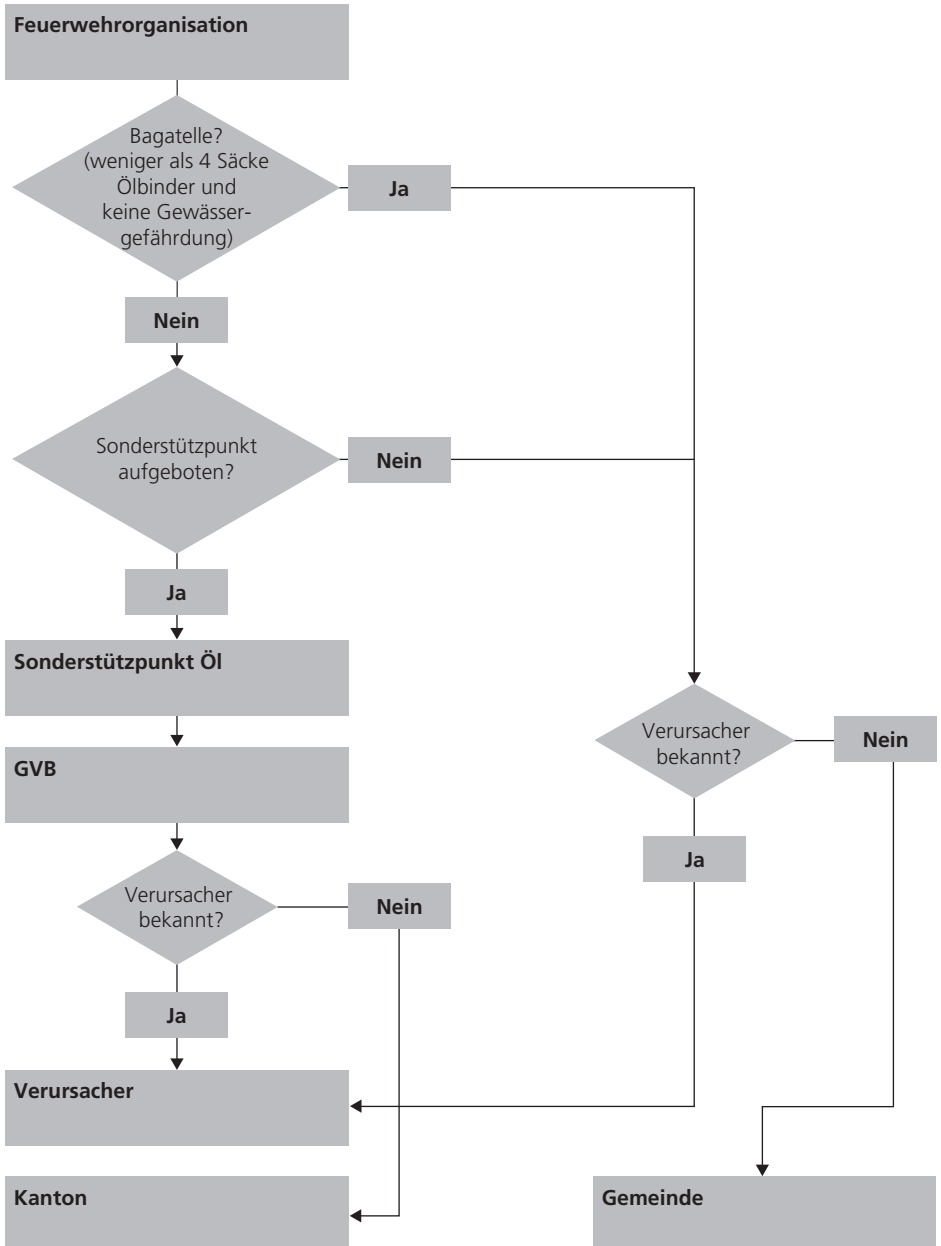 Feuerwehrorganisation
Bagatelle?
(weniger als 4 Säcke
Ölbinder und
keine Gewässer-
gefährdung)
Ja
Nein
Sonderstützpunkt
aufgeboten?
Nein
Ja
Sonderstützpunkt Öl
GVB
Verursacher
bekannt?
Nein
Ja
Verursacher
bekannt?
Nein
Ja
Verursacher
Kanton
Gemeinde